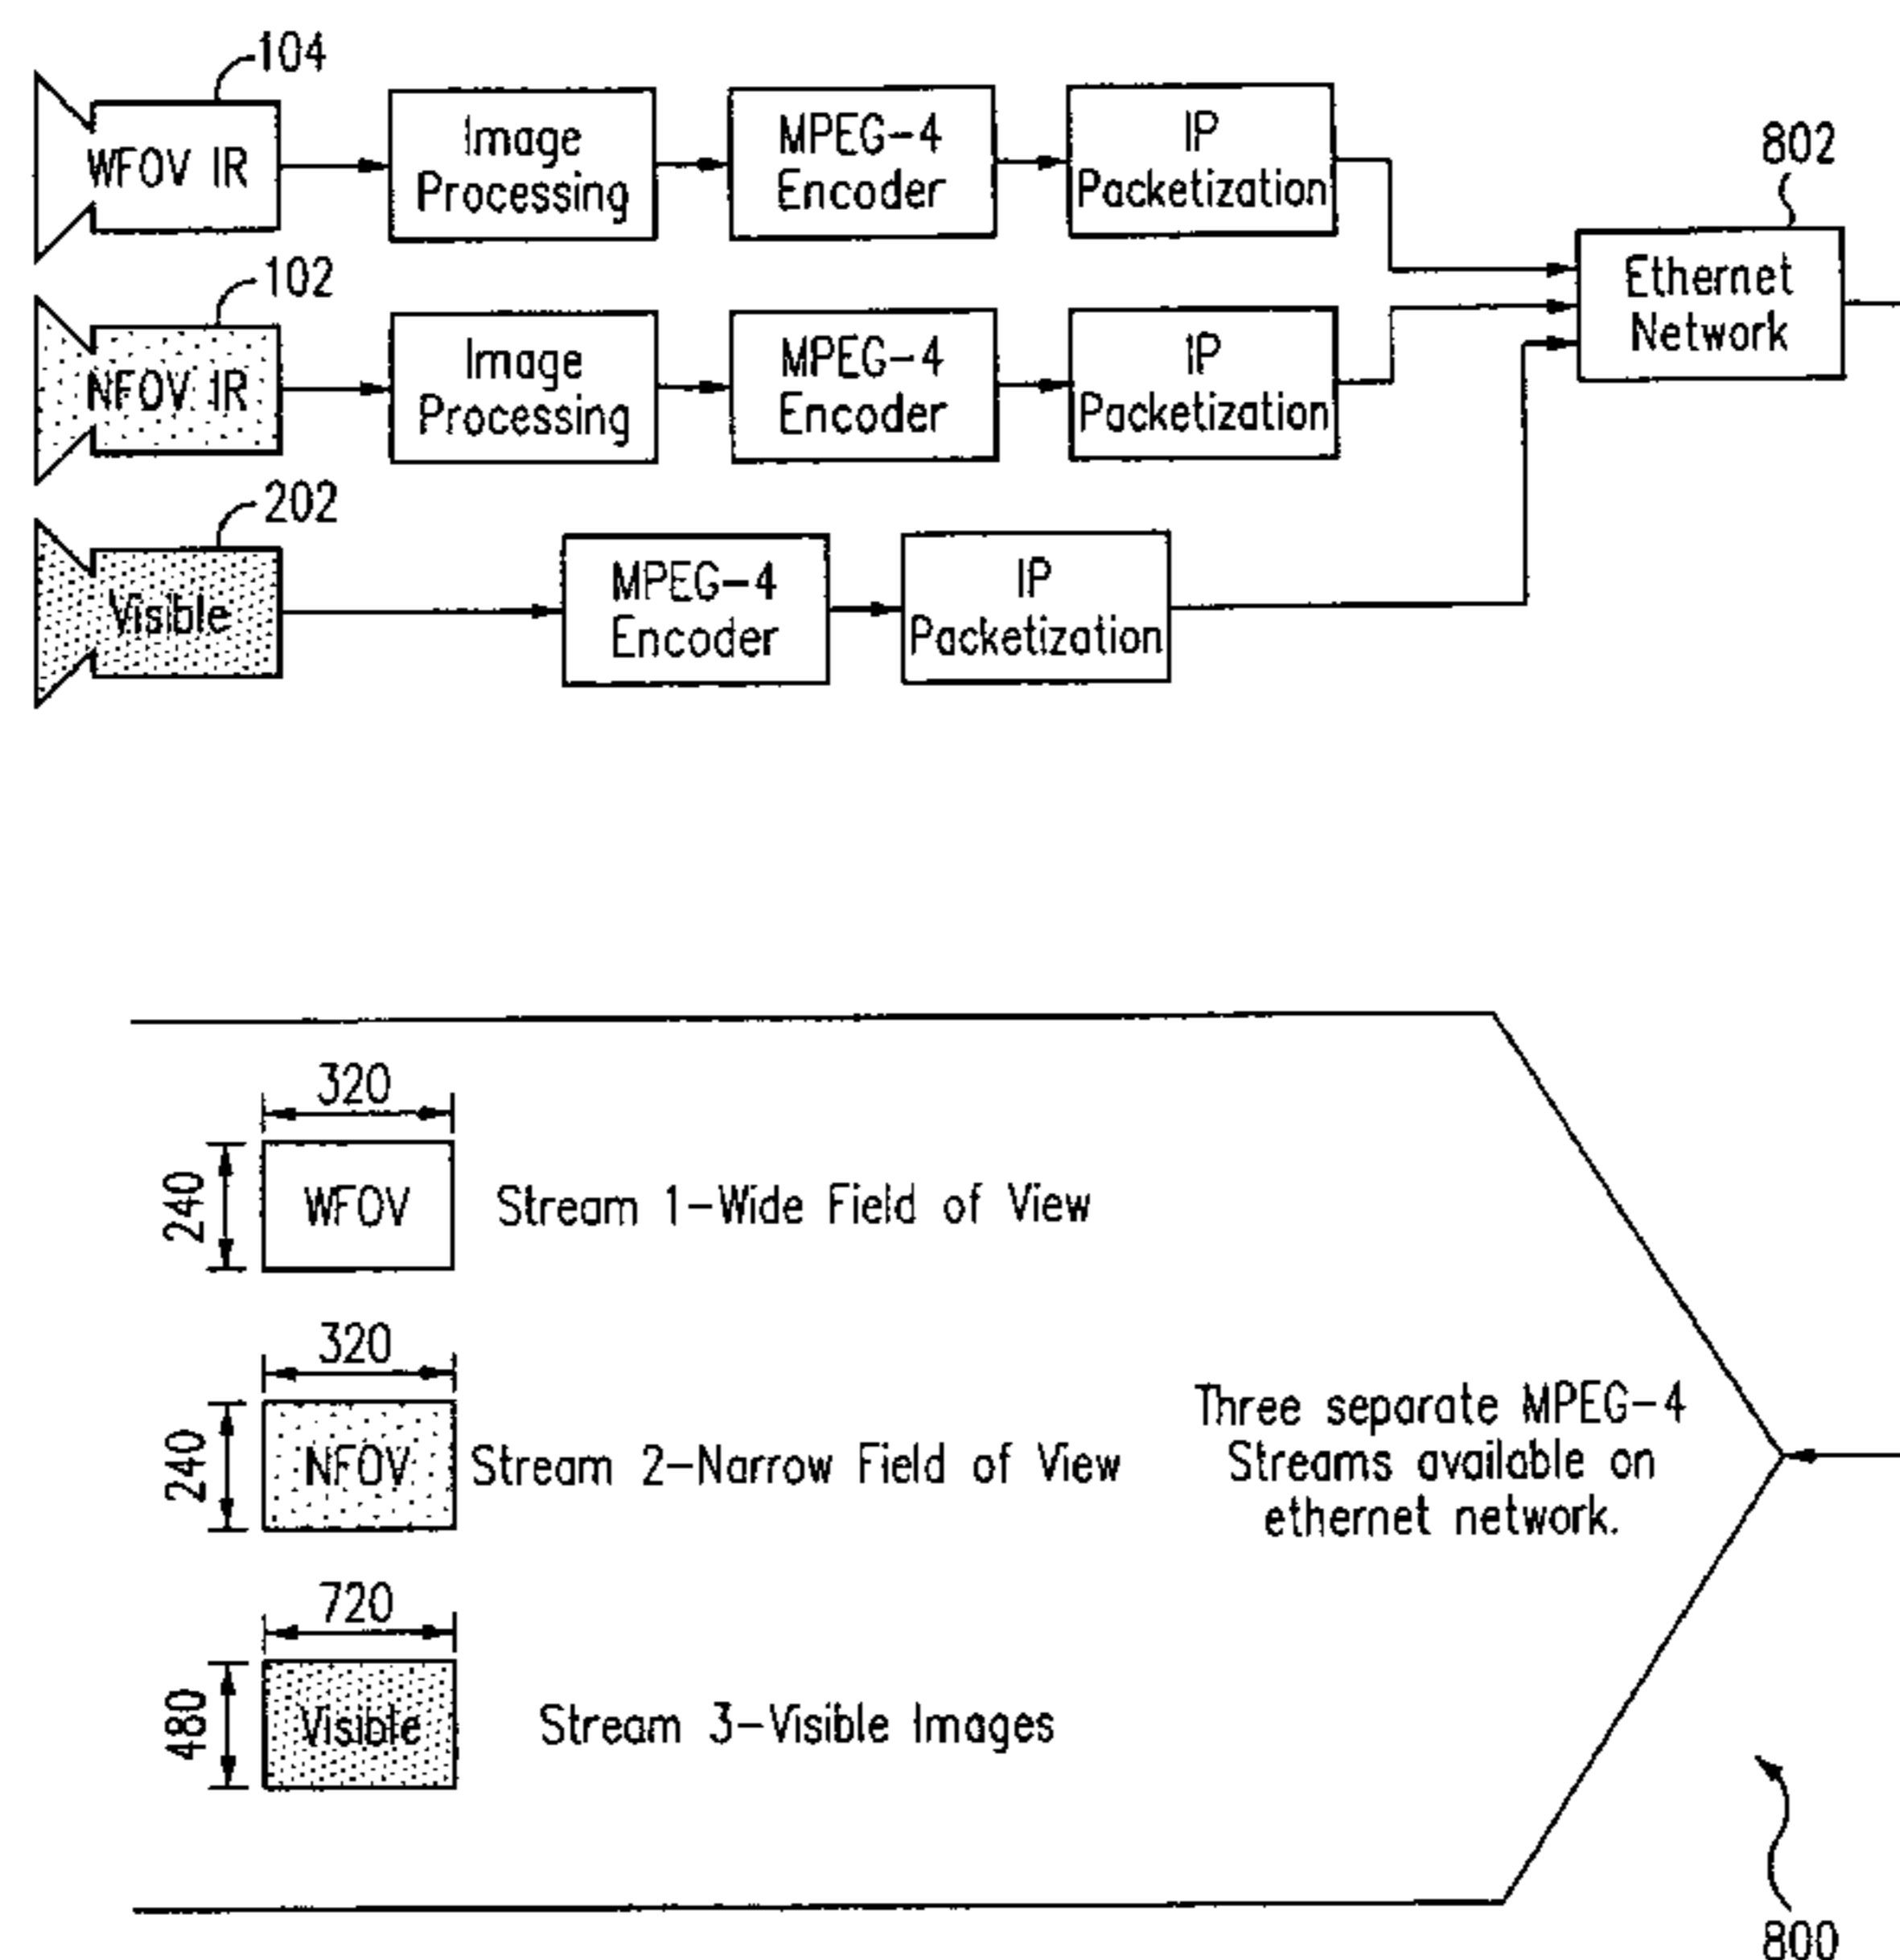 104
WFOV IR
Image
Processing
MPEG-4
Encoder
IP
Packetization
802
Ethernet
Network
102
NFOV IR
Image
Processing
MPEG-4
Encoder
IP
Packetization
202
Visible
MPEG-4
Encoder
IP
Packetization
320
240
WFOV
Stream 1-Wide Field of View
320
240
NFOV
Stream 2-Narrow Field of View
Three separate MPEG-4
Streams available on
ethernet network.
720
480
Visible
Stream 3-Visible Images
800